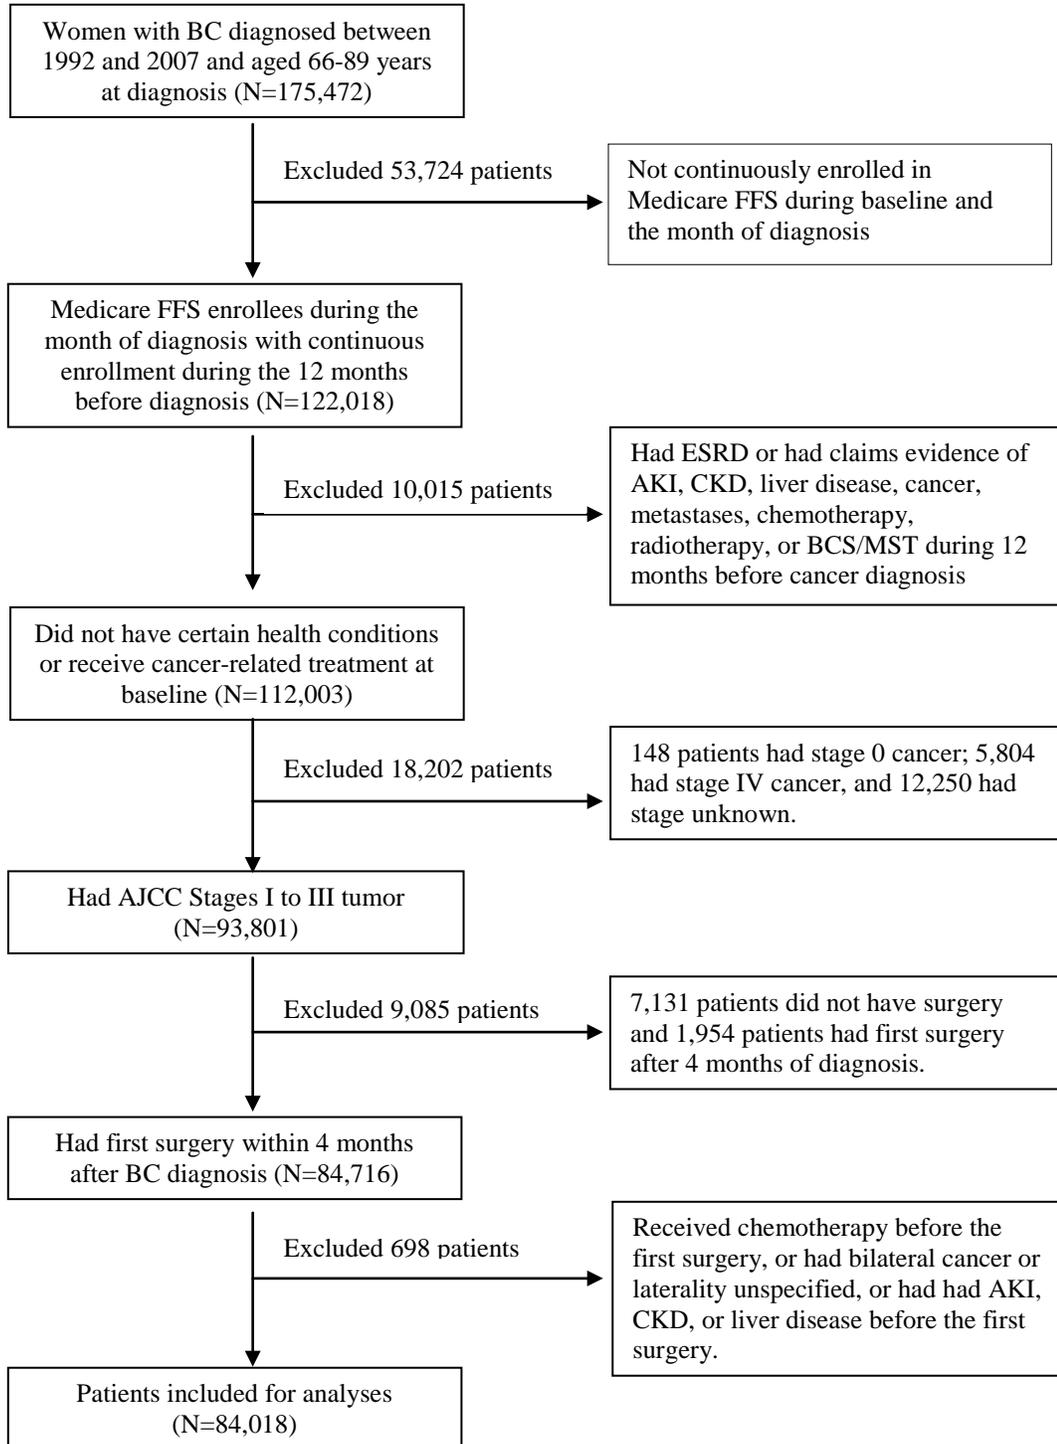 Women with BC diagnosed between
1992 and 2007 and aged 66-89 years
at diagnosis (N=175,472)
Excluded 53,724 patients
Not continuously enrolled in
Medicare FFS during baseline and
the month of diagnosis
Medicare FFS enrollees during the
month of diagnosis with continuous
enrollment during the 12 months
before diagnosis (N=122,018)
Excluded 10,015 patients
Had ESRD or had claims evidence of
AKI, CKD, liver disease, cancer,
metastases, chemotherapy,
radiotherapy, or BCS/MST during 12
months before cancer diagnosis
Did not have certain health conditions
or receive cancer-related treatment at
baseline (N=112,003)
Excluded 18,202 patients
148 patients had stage 0 cancer; 5,804
had stage IV cancer, and 12,250 had
stage unknown.
Had AJCC Stages I to III tumor
(N=93,801)
Excluded 9,085 patients
7,131 patients did not have surgery
and 1,954 patients had first surgery
after 4 months of diagnosis.
Had first surgery within 4 months
after BC diagnosis (N=84,716)
Excluded 698 patients
Received chemotherapy before the
first surgery, or had bilateral cancer or
laterality unspecified, or had had AKI,
CKD, or liver disease before the first
surgery.
Patients included for analyses
(N=84,018)